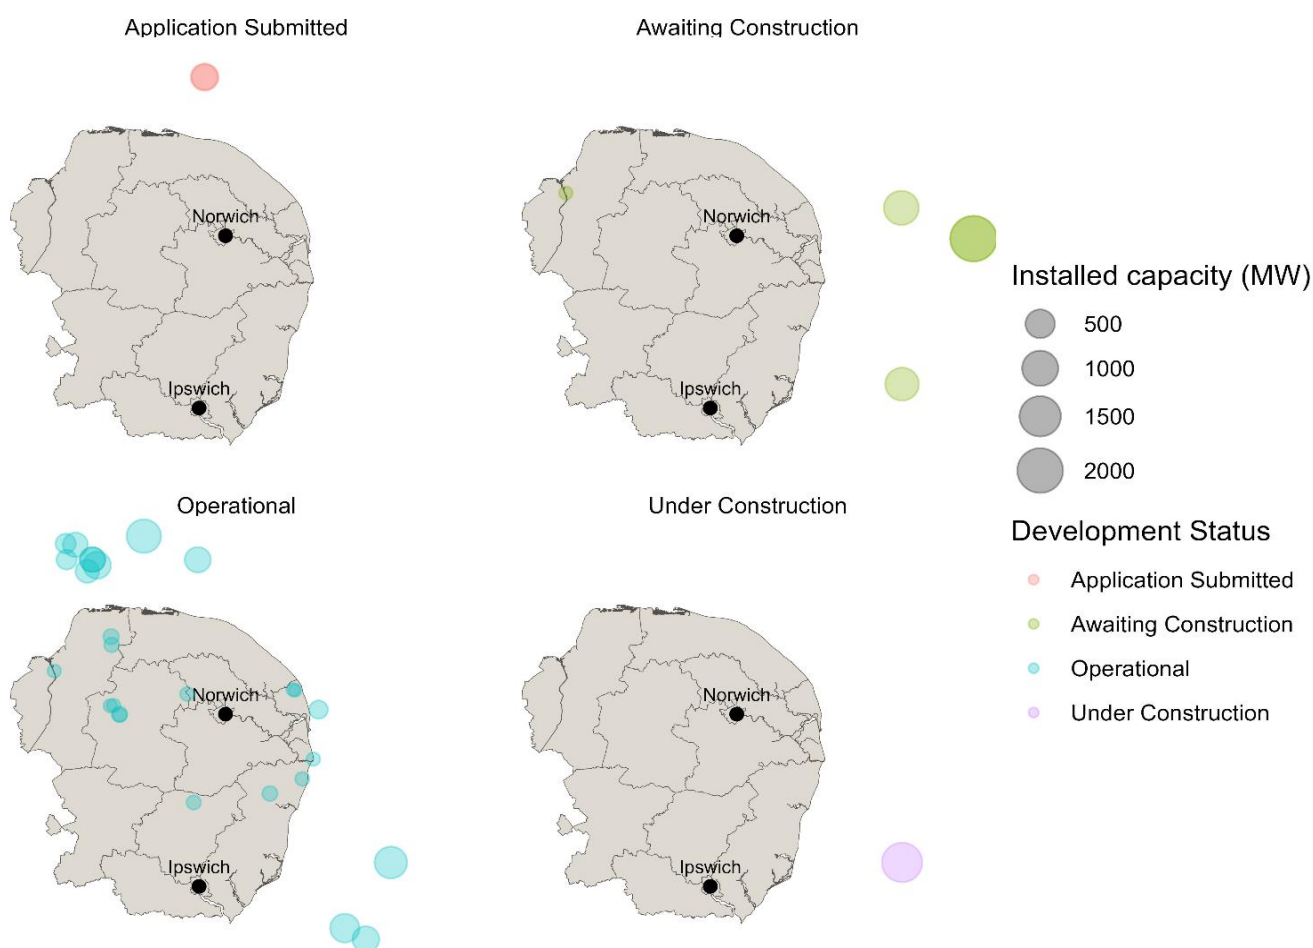 Application Submitted
Awaiting Construction
Norwich
Ipswich
Norwich
Ipswich
Operational
Under Construction
Norwich
Ipswich
Norwich
Ipswich
Installed capacity (MW)
500
1000
1500
2000
Development Status
Application Submitted
Awaiting Construction
Operational
Under Construction